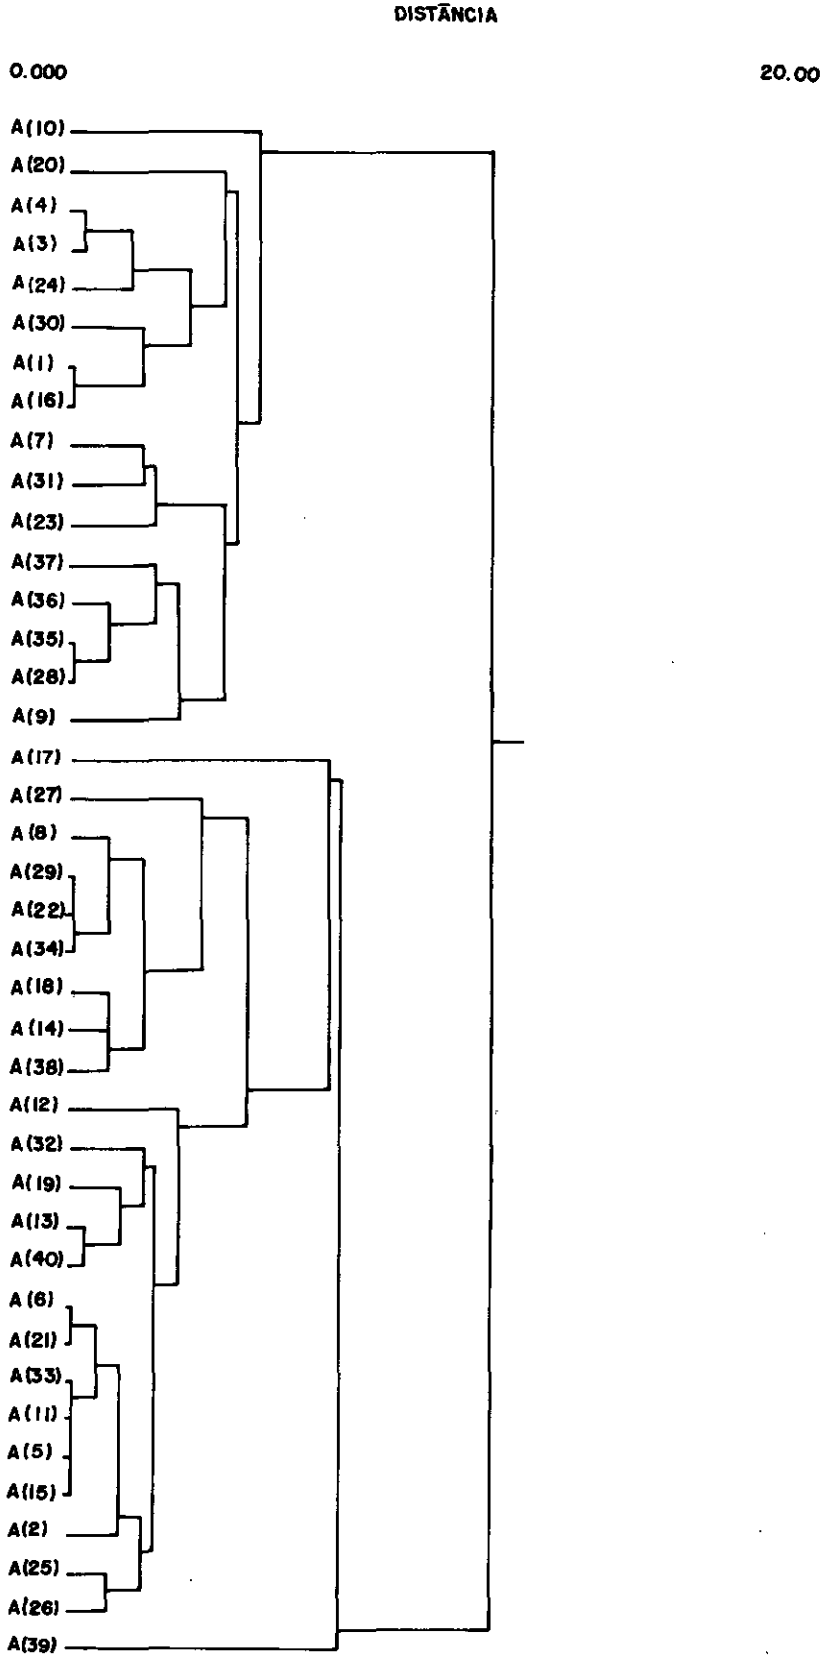 DISTĀNCIA
0.000 20.00
A(10)
A(20)
A(4)
A(3)
A(24)
A(30)
A(1)
A(16)
A(7)
A(31)
A(23)
A(37)
A(36)
A(35)
A(28)
A(9)
A(17)
A(27)
A(8)
A(29)
A(22)
A(34)
A(18)
A(14)
A(38)
A(12)
A(32)
A(19)
A(13)
A(40)
A(6)
A(21)
A(33)
A(11)
A(5)
A(15)
A(2)
A(25)
A(26)
A(39)